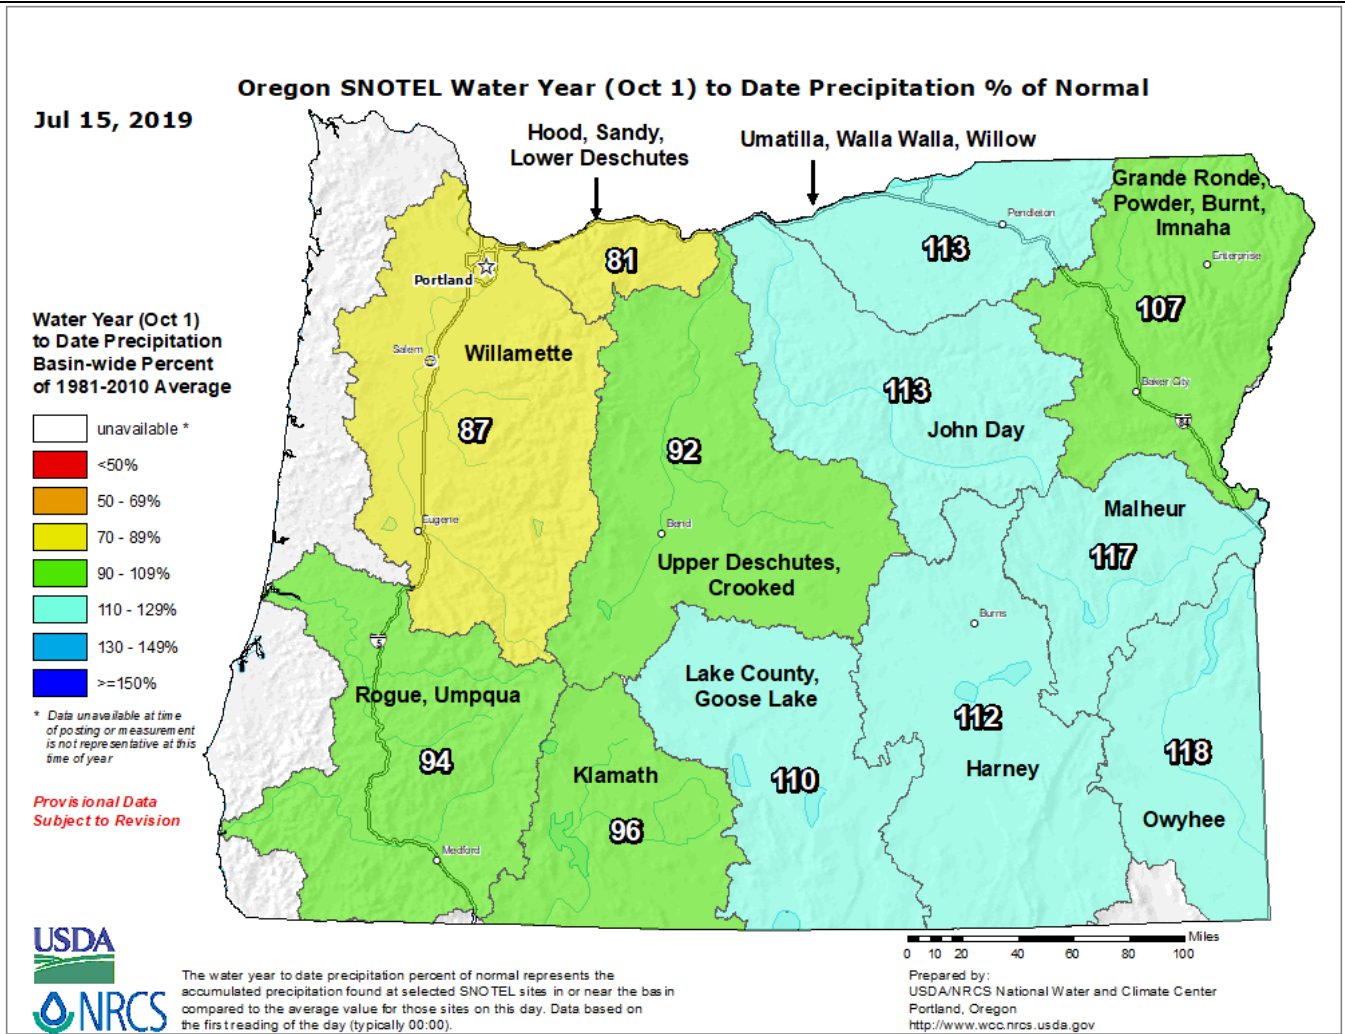 Oregon SNOTEL Water Year (Oct 1) to Date Precipitation % of Normal
Jul 15, 2019
Hood, Sandy,
Lower Deschutes
Umatilla, Walla Walla, Willow
Grande Ronde,
Powder, Burnt,
Imnaha
Pendleton
113
Enterprise
81
Portland
107
Water Year (Oct 1)
to Date Precipitation
Basin-wide Percent
of 1981-2010 Average
Salem
Willamette
113
John Day
Baker City
84
87
92
unavailable *
<50%
50 - 69%
70 - 89%
90 - 109%
110 - 129%
130 - 149%
>=150%
Eugene
Bend
Upper Deschutes,
Crooked
Malheur
117
Burns
5
Rogue, Umpqua
94
Lake County,
Goose Lake
110
112
Harney
118
Owyhee
Klamath
96
Medford
* Data unavailable at time
of posting or measurement
is not representative at this
time of year
Provisional Data
Subject to Revision
USDA
NRCS
The water year to date precipitation percent of normal represents the
accumulated precipitation found at selected SNOTEL sites in or near the basin
compared to the average value for those sites on this day. Data based on
the first reading of the day (typically 00:00).
Miles
0 10 20 40 60 80 100
Prepared by:
USDA/NRCS National Water and Climate Center
Portland, Oregon
http://www.wcc.nrcs.usda.gov